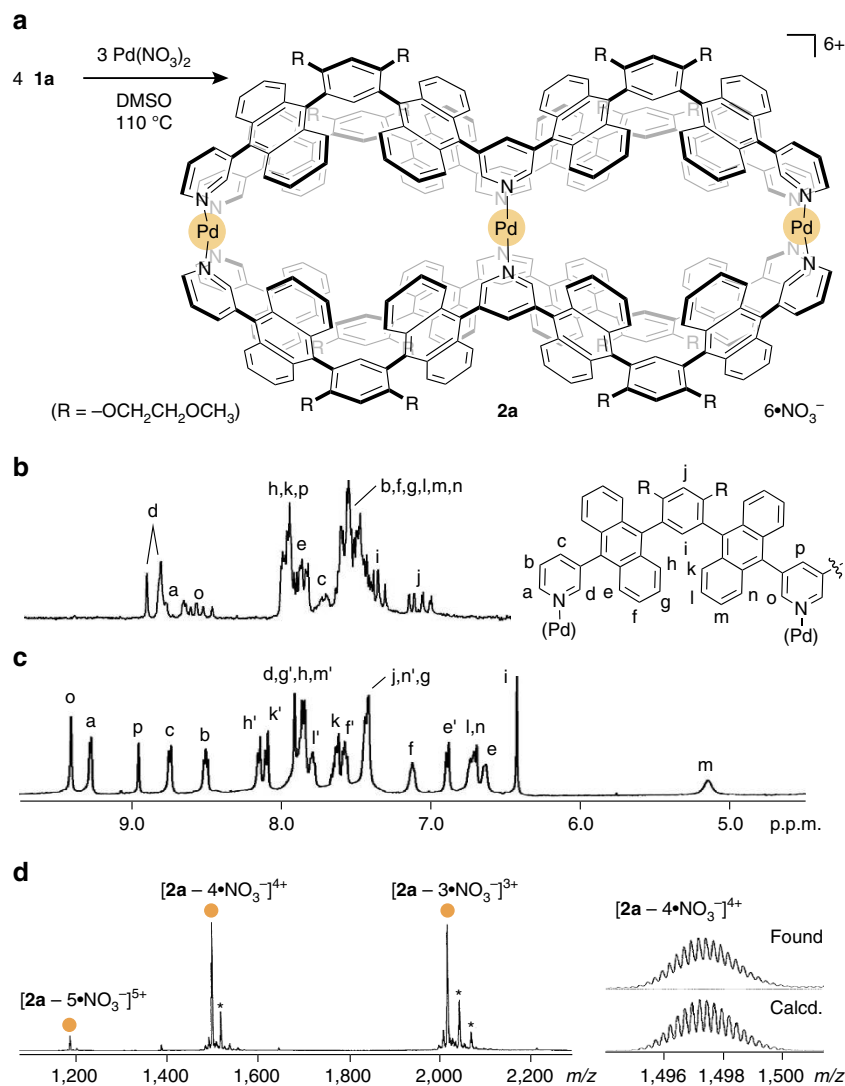 a
4 1a
3 Pd(NO3)2
DMSO
110 °C
R R R R 6+
R R R R
N N N N N N
Pd Pd Pd
N N N
R R R R
R R R R
(R = –OCH2CH2OCH3)
2a
6•NO3−
b
d
a
o
h,k,p
e
c
b,f,g,l,m,n
i
j
R j R
c
b
a
d
N
(Pd)
e
f
g
h
i
k
l
m
n
p
o
N
(Pd)
c
o
a
p
c
b
h'
k'
d,g',h,m'
l'
k
f'
j,n',g
f
e'
l,n
e
i
m
9.0 8.0 7.0 6.0 5.0 p.p.m.
d
[2a – 5•NO3−]5+
[2a – 4•NO3−]4+
*
[2a – 3•NO3−]3+
*
*
1,200 1,400 1,600 1,800 2,000 2,200 m/z
[2a – 4•NO3−]4+
Found
Calcd.
1,496 1,498 1,500 m/z